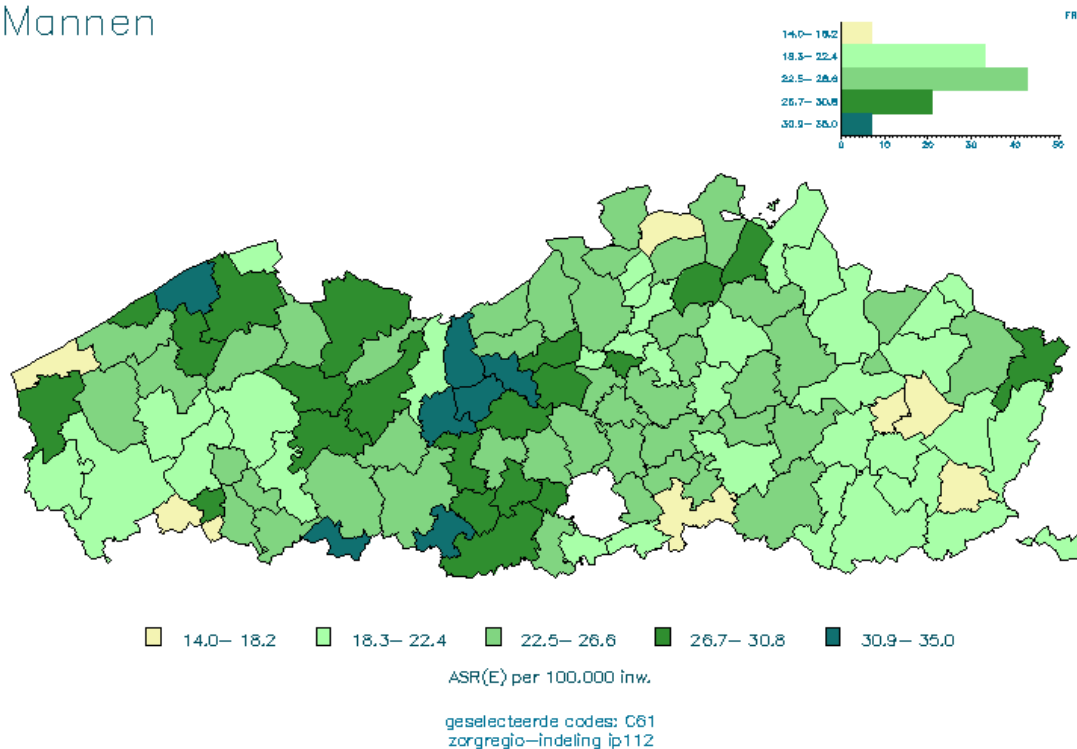 Mannen
FR
14.0– 18.2
18.3– 22.4
22.5– 26.6
26.7– 30.8
30.9– 35.0
0 10 20 30 40 50
14.0– 18.2 18.3– 22.4 22.5– 26.6 26.7– 30.8 30.9– 35.0
ASR(E) per 100.000 inw.
geselecteerde codes: C61
zorgregio–indeling ip112